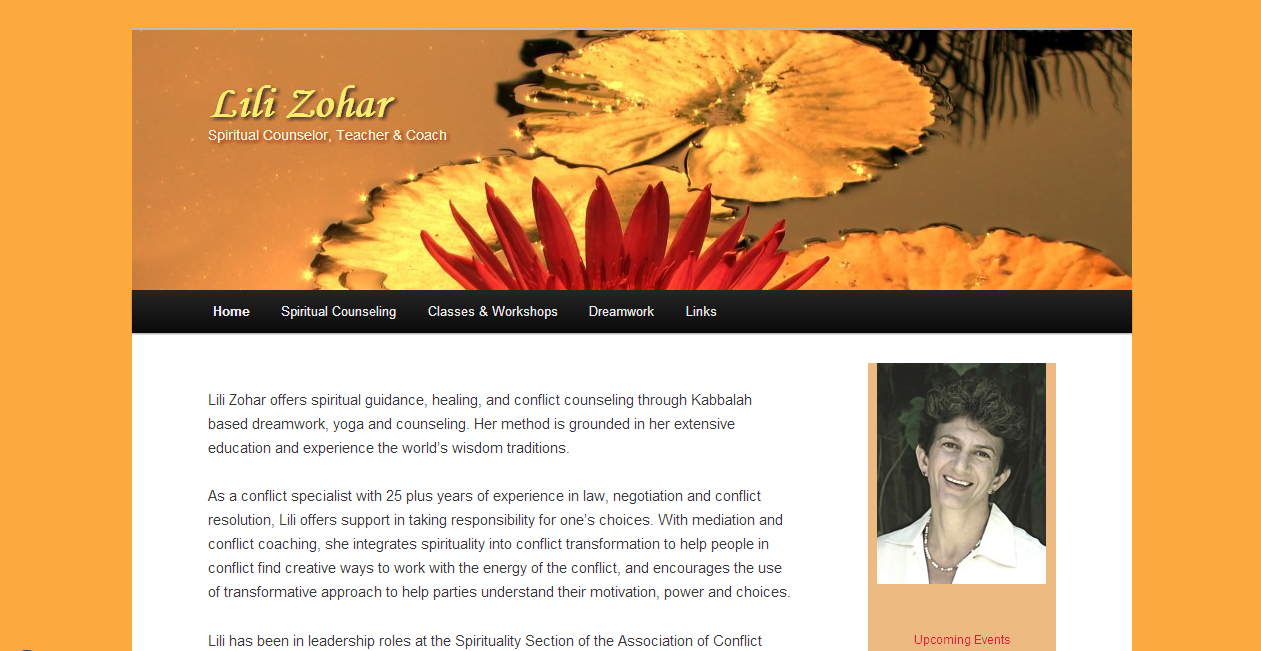 Lili Zohar
Spiritual Counselor, Teacher & Coach
Home Spiritual Counseling Classes & Workshops Dreamwork Links
Lili Zohar offers spiritual guidance, healing, and conflict counseling through Kabbalah
based dreamwork, yoga and counseling. Her method is grounded in her extensive
education and experience the world’s wisdom traditions.
As a conflict specialist with 25 plus years of experience in law, negotiation and conflict
resolution, Lili offers support in taking responsibility for one’s choices. With mediation and
conflict coaching, she integrates spirituality into conflict transformation to help people in
conflict find creative ways to work with the energy of the conflict, and encourages the use
of transformative approach to help parties understand their motivation, power and choices.
Lili has been in leadership roles at the Spirituality Section of the Association of Conflict
Upcoming Events